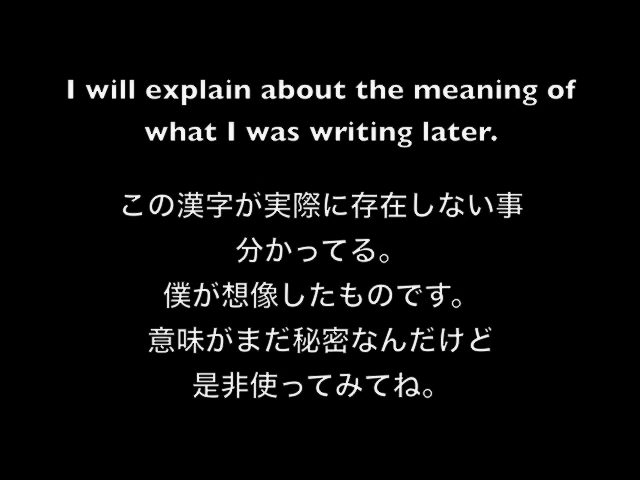 I will explain about the meaning of
what I was writing later.
この漢字が実際に存在しない事
分かってる。
僕が想像したものです。
意味がまだ秘密なんだけど
是非使ってみてね。